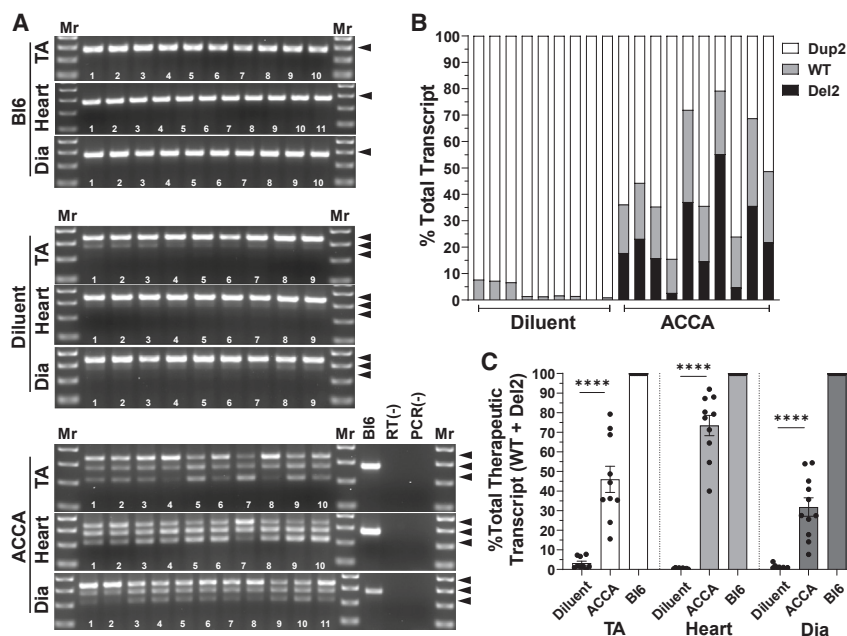 A
Mr
Mr
Bl6
TA
1 2 3 4 5 6 7 8 9 10
Heart
1 2 3 4 5 6 7 8 9 10 11
Dia
1 2 3 4 5 6 7 8 9 10
Mr
Mr
Diluent
TA
1 2 3 4 5 6 7 8 9
Heart
1 2 3 4 5 6 7 8 9
Dia
1 2 3 4 5 6 7 8 9
Mr
Mr
Bl6
RT(-)
PCR(-)
Mr
ACCA
TA
1 2 3 4 5 6 7 8 9 10
Heart
1 2 3 4 5 6 7 8 9 10
Dia
1 2 3 4 5 6 7 8 9 10 11
B
% Total Transcript
100
90
80
70
60
50
40
30
20
10
0
Diluent
ACCA
Dup2
WT
Del2
C
%Total Therapeutic
Transcript (WT + Del2)
100
90
80
70
60
50
40
30
20
10
0
****
****
****
Diluent
ACCA
Bl6
Diluent
ACCA
Bl6
Diluent
ACCA
Bl6
TA
Heart
Dia